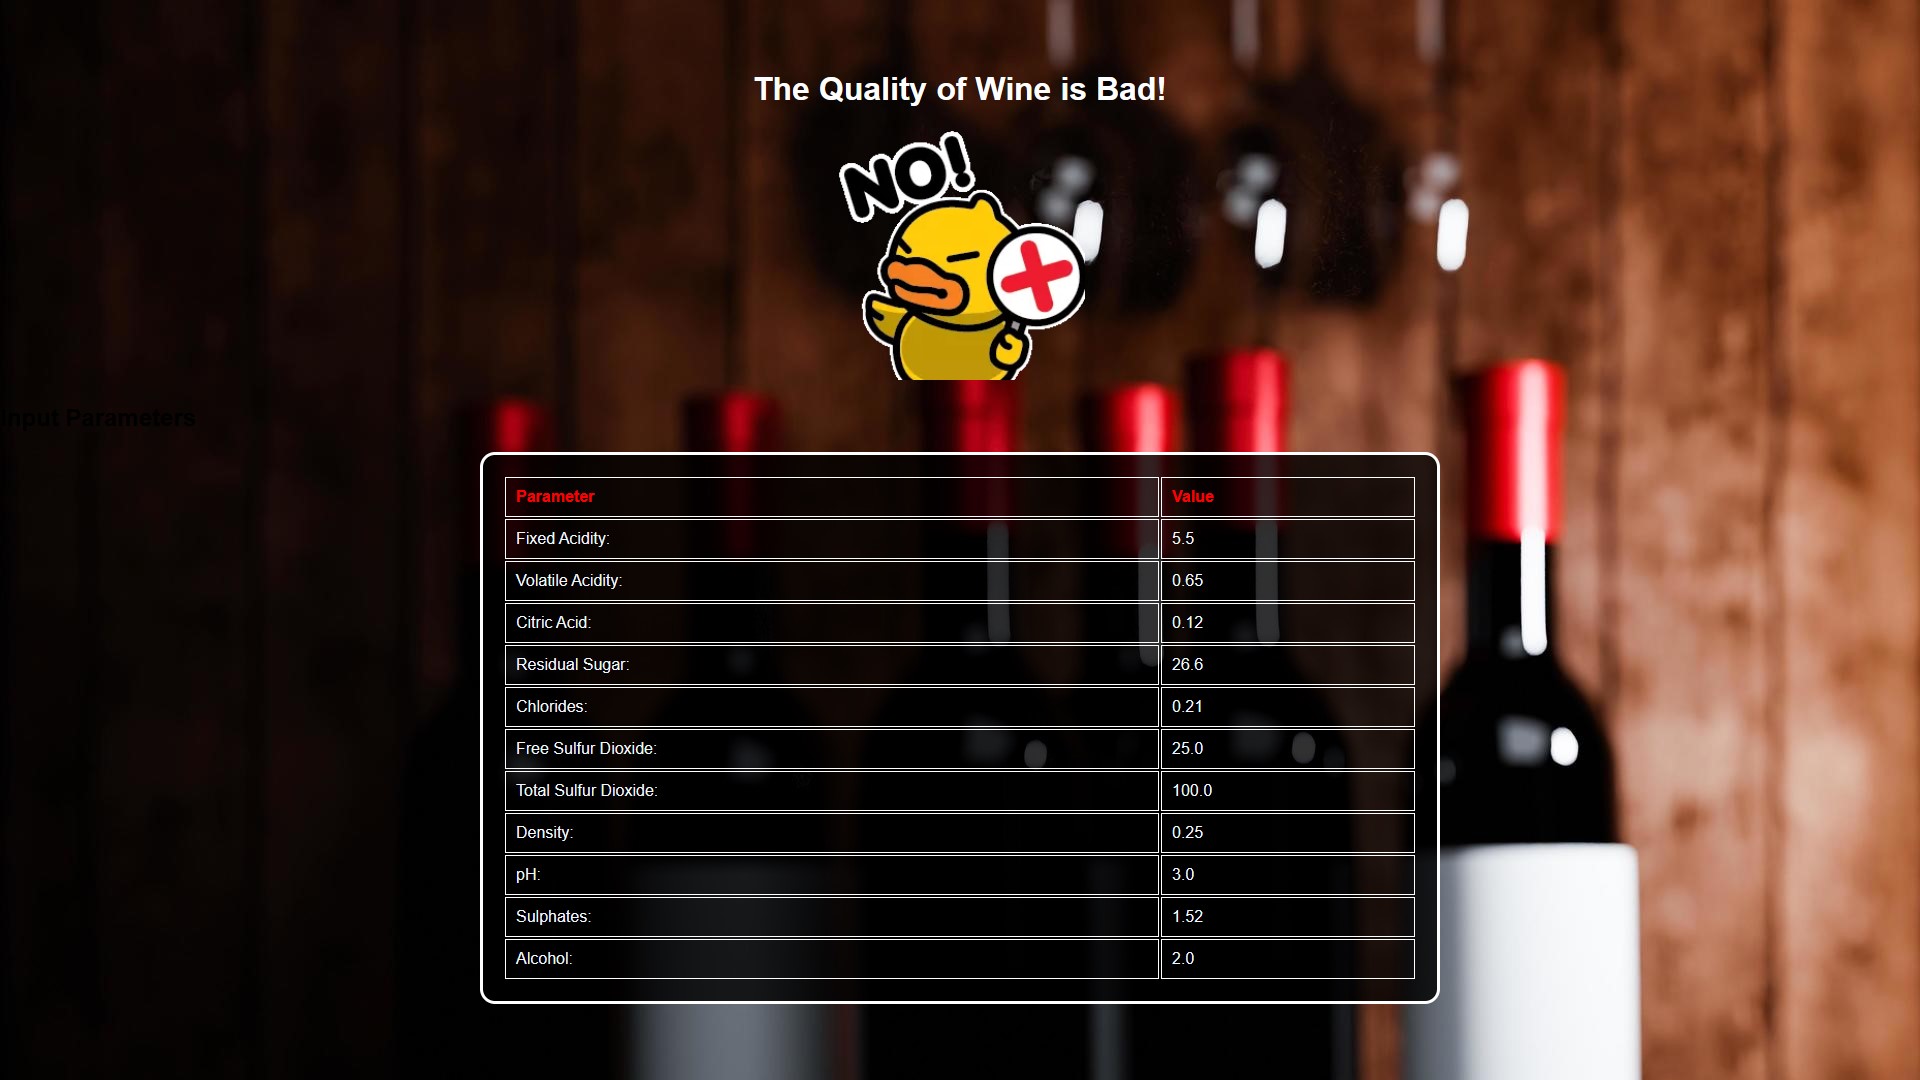 The Quality of Wine is Bad!
NO!
Input Parameters
Parameter Value
Fixed Acidity: 5.5
Volatile Acidity: 0.65
Citric Acid: 0.12
Residual Sugar: 26.6
Chlorides: 0.21
Free Sulfur Dioxide: 25.0
Total Sulfur Dioxide: 100.0
Density: 0.25
pH: 3.0
Sulphates: 1.52
Alcohol: 2.0